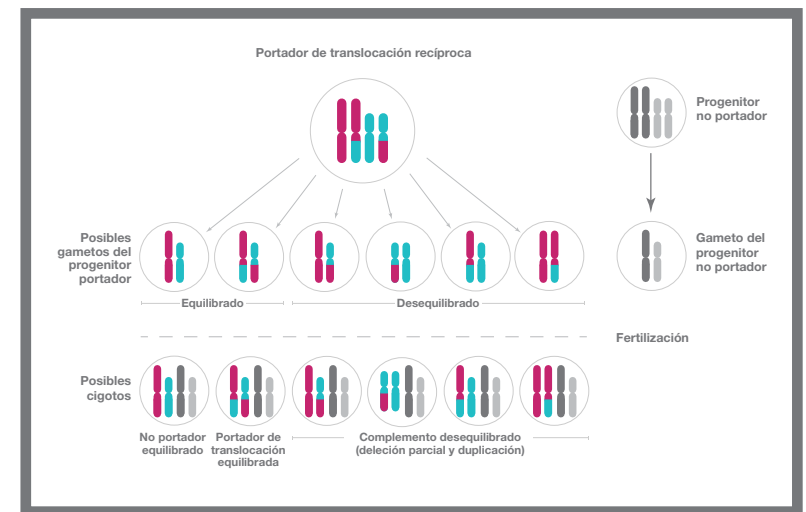 Portador de translocación recíproca
Progenitor
no portador
Posibles
gametos del
progenitor
portador
Gameto del
progenitor
no portador
Equilibrado
Desequilibrado
Fertilización
Posibles
cigotos
No portador
equilibrado
Portador de
translocación
equilibrada
Complemento desequilibrado
(deleción parcial y duplicación)